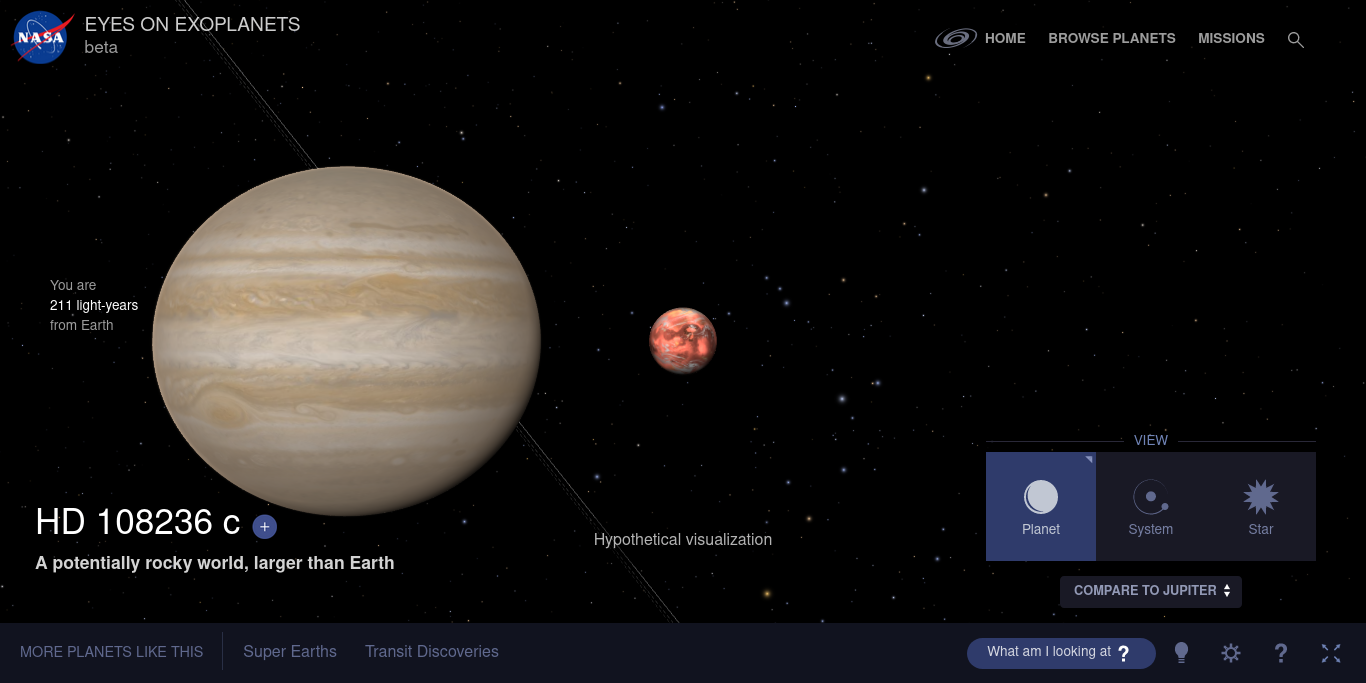 NASA
EYES ON EXOPLANETS
beta
HOME
BROWSE PLANETS
MISSIONS
You are
211 light-years
from Earth
HD 108236 c +
A potentially rocky world, larger than Earth
Hypothetical visualization
VIEW
Planet
System
Star
COMPARE TO JUPITER
MORE PLANETS LIKE THIS
Super Earths
Transit Discoveries
What am I looking at ?
?